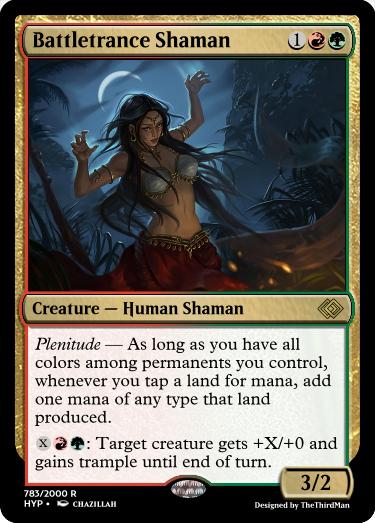 Battletrance Shaman 1
Creature — Human Shaman
Plenitude — As long as you have all
colors among permanents you control,
whenever you tap a land for mana, add
one mana of any type that land
produced.
X : Target creature gets +X/+0 and
gains trample until end of turn.
3/2
783/2000 R
HYP • CHAZILLAH
Designed by TheThirdMan